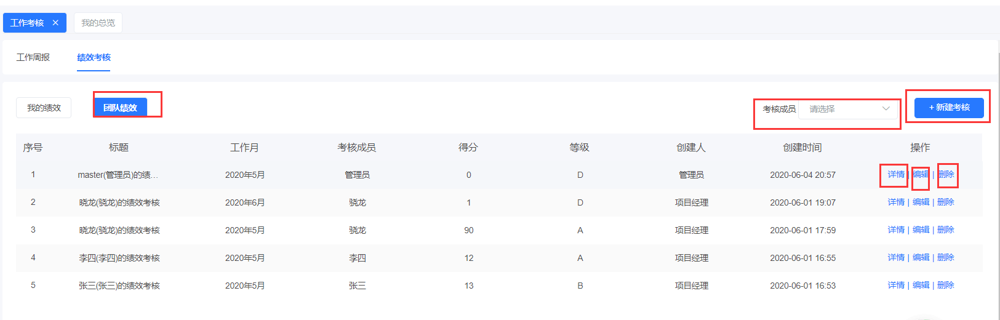 工作考核 × 我的总览
工作周报 绩效考核
我的绩效 团队绩效 考核成员 请选择 + 新建考核
序号 标题 工作月 考核成员 得分 等级 创建人 创建时间 操作
1 master(管理员)的绩... 2020年5月 管理员 0 D 管理员 2020-06-04 20:57 详情 | 编辑 | 删除
2 晓龙(骁龙)的绩效考核 2020年6月 骁龙 1 D 项目经理 2020-06-01 19:07 详情 | 编辑 | 删除
3 晓龙(骁龙)的绩效考核 2020年5月 骁龙 90 A 项目经理 2020-06-01 17:59 详情 | 编辑 | 删除
4 李四(李四)的绩效考核 2020年5月 李四 12 A 项目经理 2020-06-01 16:55 详情 | 编辑 | 删除
5 张三(张三)的绩效考核 2020年5月 张三 13 B 项目经理 2020-06-01 16:53 详情 | 编辑 | 删除